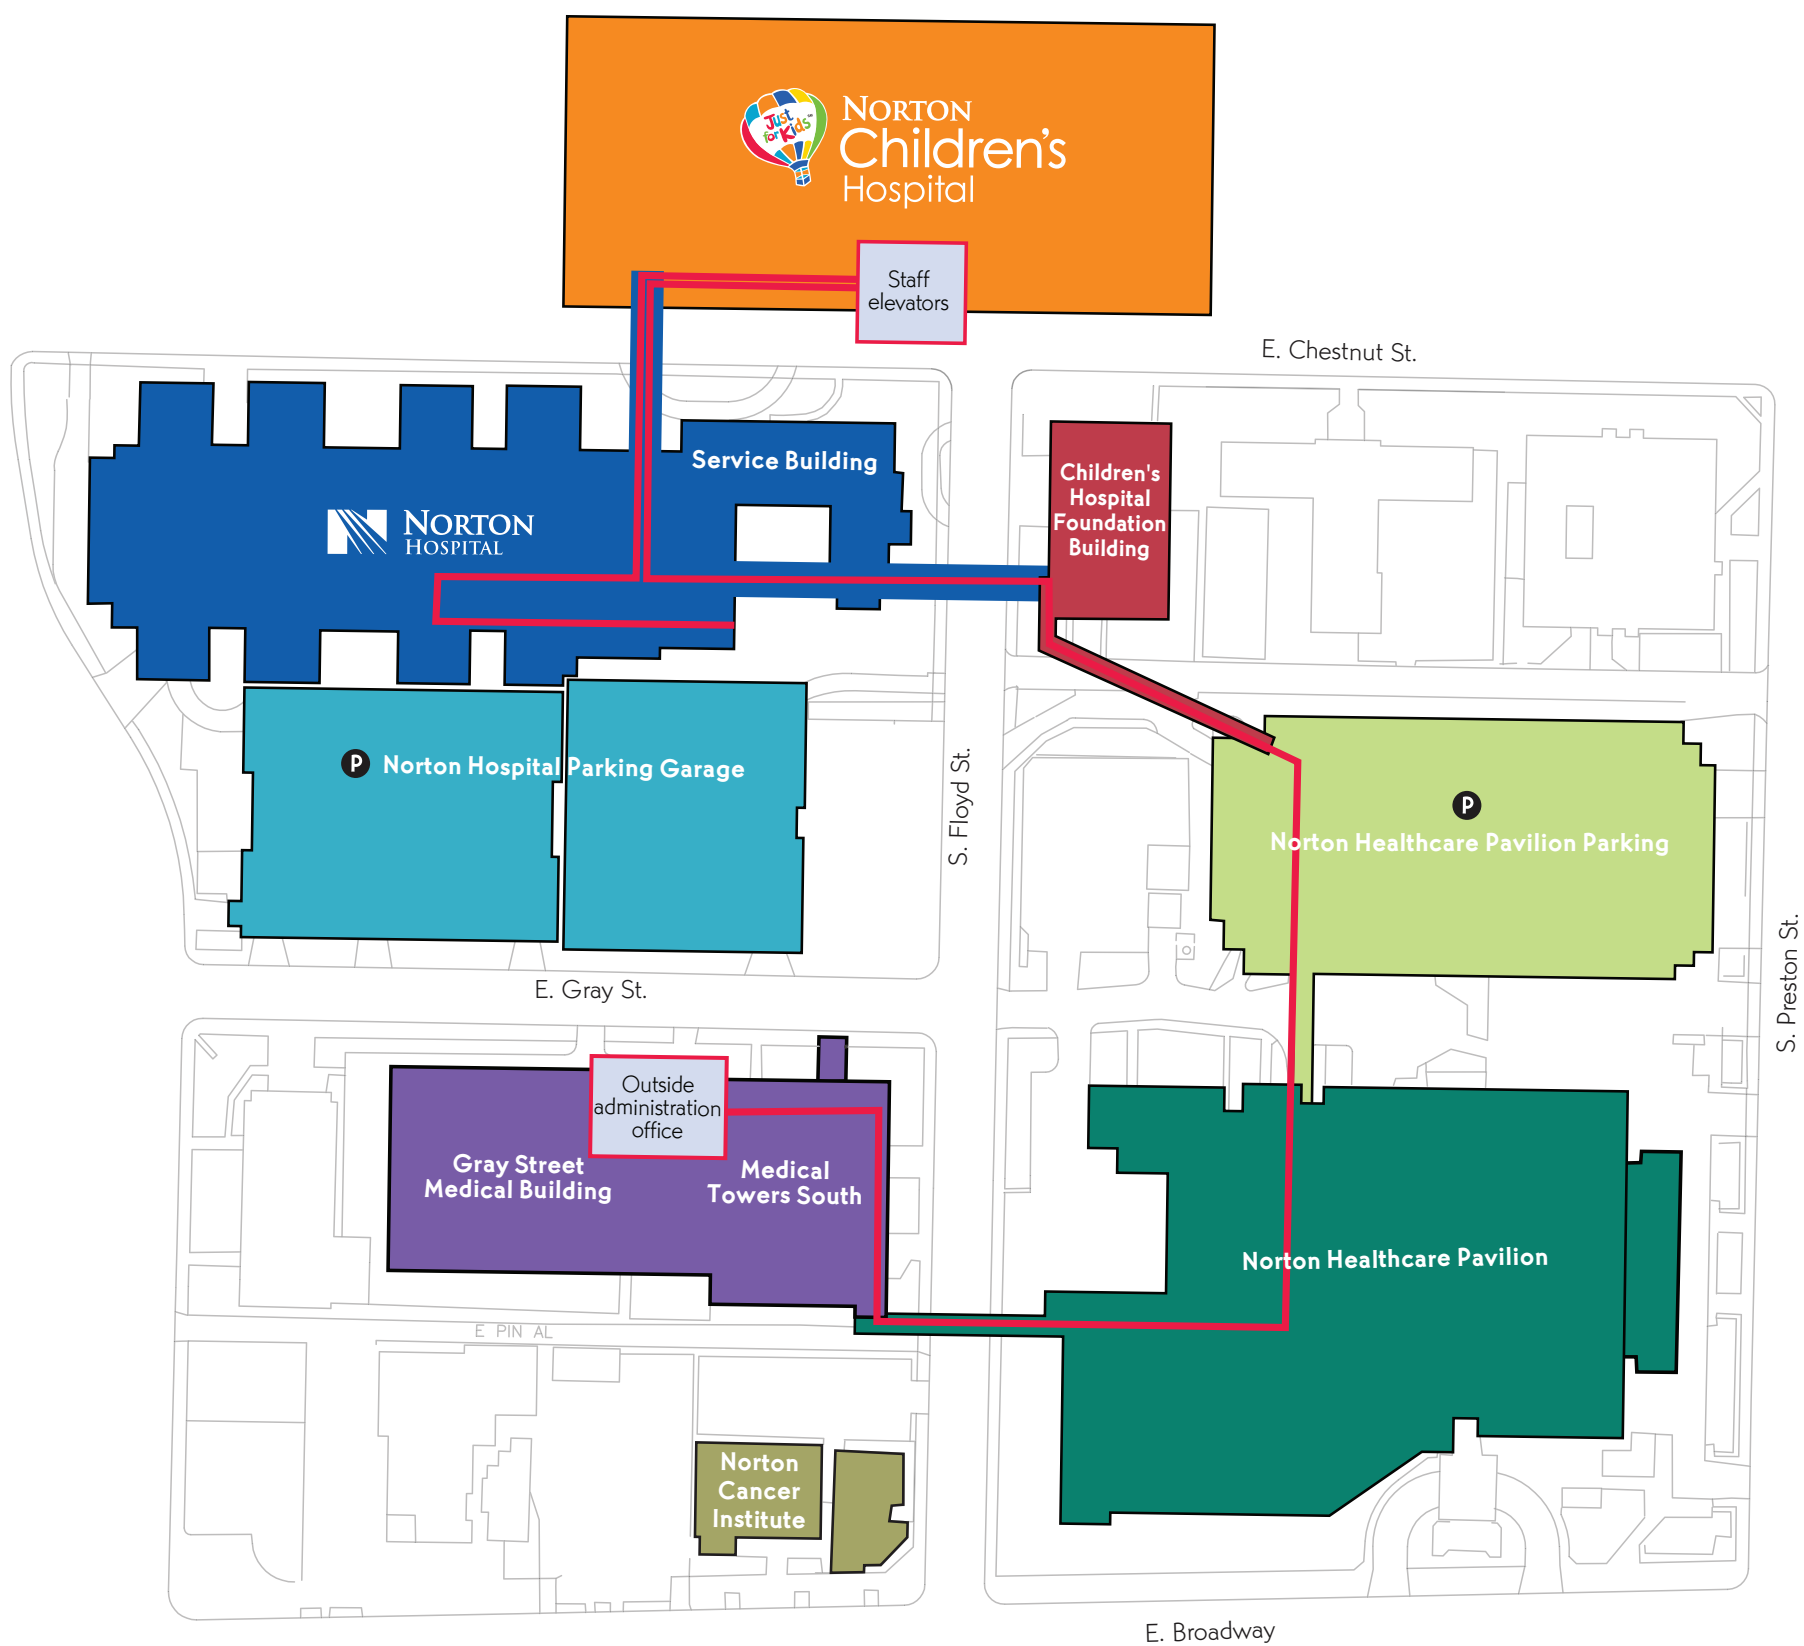 Just
for Kids
NORTON
Children's
Hospital
Staff
elevators
E. Chestnut St.
Service Building
Children's
Hospital
Foundation
Building
NORTON
HOSPITAL
P Norton Hospital Parking Garage
S. Floyd St.
P
Norton Healthcare Pavilion Parking
S. Preston St.
E. Gray St.
Outside
administration
office
Gray Street
Medical Building
Medical
Towers South
Norton Healthcare Pavilion
E PIN AL
Norton
Cancer
Institute
E. Broadway